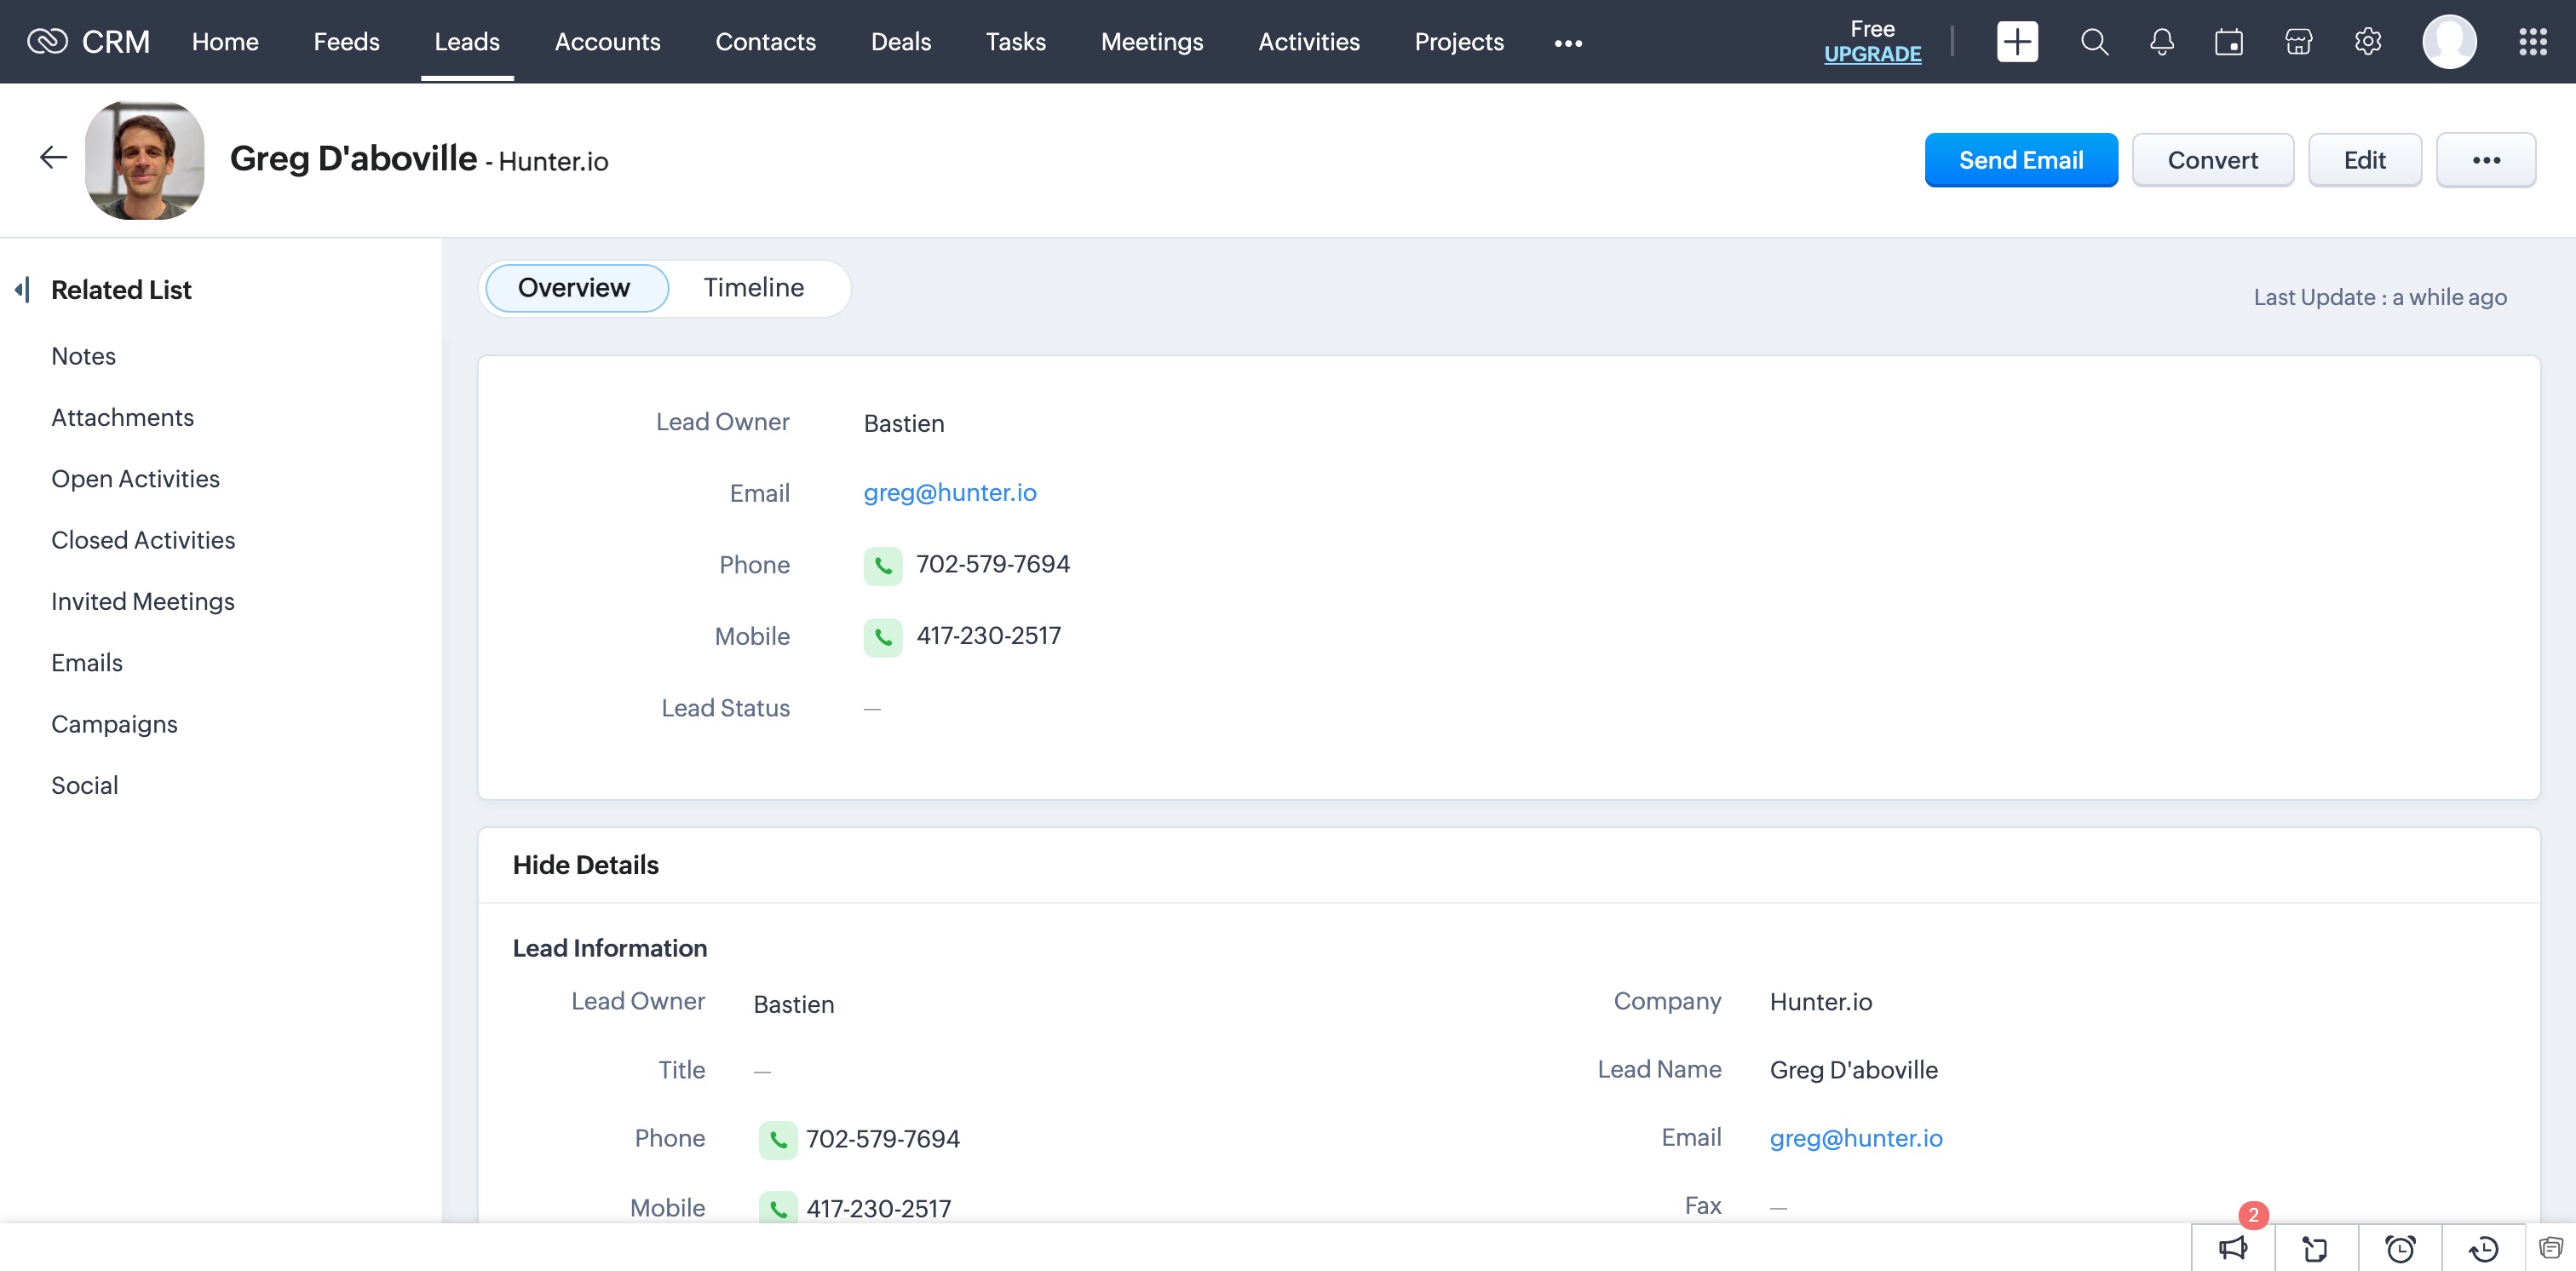 CRM Home Feeds Leads Accounts Contacts Deals Tasks Meetings Activities Projects ••• Free
UPGRADE
Greg D'aboville - Hunter.io
Send Email Convert Edit •••
Related List
Notes
Attachments
Open Activities
Closed Activities
Invited Meetings
Emails
Campaigns
Social
Overview Timeline
Last Update : a while ago
Lead Owner Bastien
Email greg@hunter.io
Phone 702-579-7694
Mobile 417-230-2517
Lead Status —
Hide Details
Lead Information
Lead Owner Bastien Company Hunter.io
Title — Lead Name Greg D'aboville
Phone 702-579-7694 Email greg@hunter.io
Mobile 417-230-2517 Fax —
2